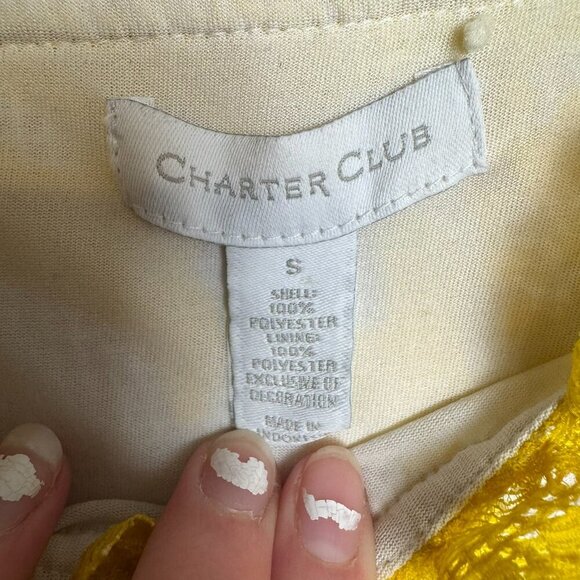 CHARTER CLUB
S
SHELL:
100%
POLYESTER
LINING:
100%
POLYESTER
EXCLUSIVE OF
DECORATION
MADE IN